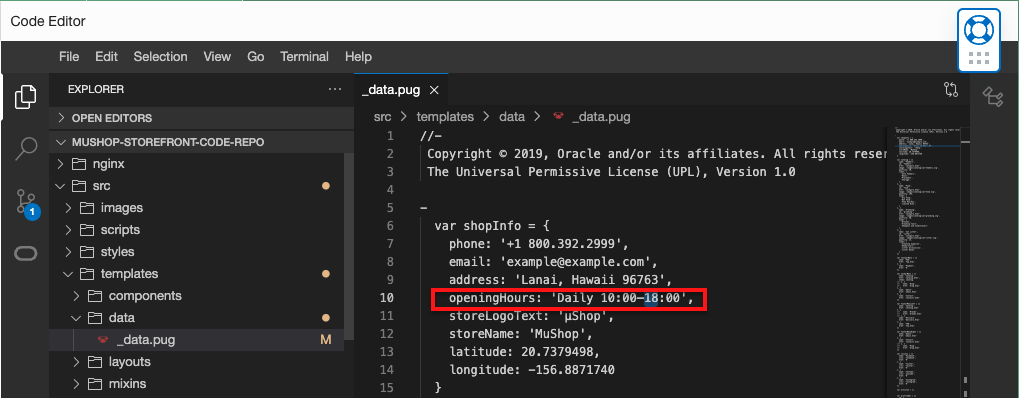 Code Editor
File Edit Selection View Go Terminal Help
EXPLORER ...
OPEN EDITORS
MUSHOP-STOREFRONT-CODE-REPO
nginx
src
images
scripts
styles
1
templates
components
data
_data.pug M
layouts
mixins
_data.pug
src > templates > data > _data.pug
1 //-
2 Copyright © 2019, Oracle and/or its affiliates. All rights reser
3 The Universal Permissive License (UPL), Version 1.0
4
5 -
6 var shopInfo = {
7 phone: '+1 800.392.2999',
8 email: 'example@example.com',
9 address: 'Lanai, Hawaii 96763',
10 openingHours: 'Daily 10:00-18:00',
11 storeLogoText: 'μShop',
12 storeName: 'MuShop',
13 latitude: 20.7379498,
14 longitude: -156.8871740
15 }